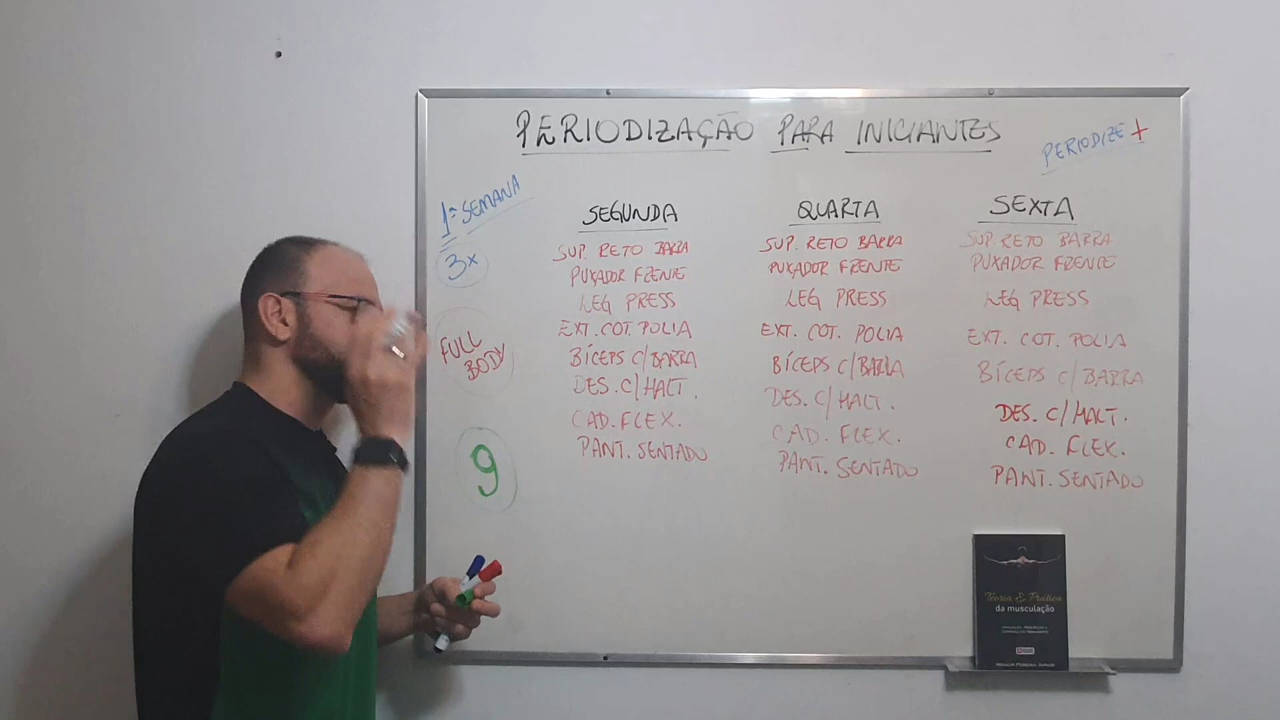 PERIODIZAÇÃO PARA INICIANTES
PERIODIZE +
1ª SEMANA
3x
FULL
BODY
9
SEGUNDA
SUP. RETO BARRA
PUXADOR FRENTE
LEG PRESS
EXT. COT. POLIA
BÍCEPS C/BARRA
DES. C/HALT.
CAD. FLEX.
PANT. SENTADO
QUARTA
SUP. RETO BARRA
PUXADOR FRENTE
LEG PRESS
EXT. COT. POLIA
BÍCEPS C/BARRA
DES. C/HALT.
CAD. FLEX.
PANT. SENTADO
SEXTA
SUP. RETO BARRA
PUXADOR FRENTE
LEG PRESS
EXT. COT. POLIA
BÍCEPS C/BARRA
DES. C/HALT.
CAD. FLEX.
PANT. SENTADO
Teoria & Prática
da musculação